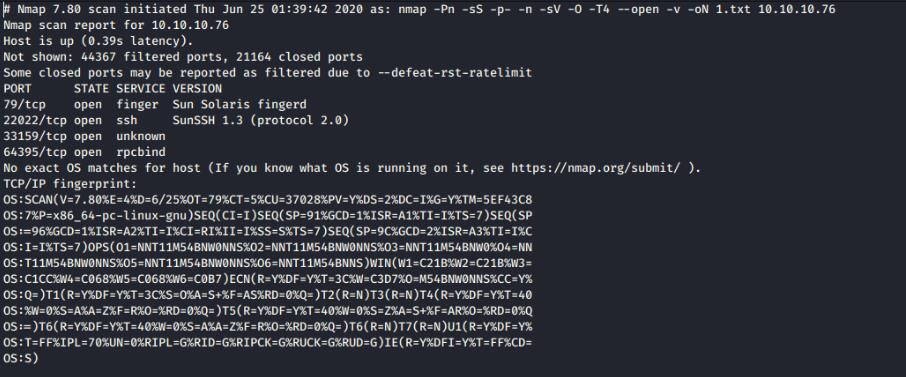 # Nmap 7.80 scan initiated Thu Jun 25 01:39:42 2020 as: nmap -Pn -sS -p- -n -sV -O -T4 --open -v -oN 1.txt 10.10.10.76
Nmap scan report for 10.10.10.76
Host is up (0.39s latency).
Not shown: 44367 filtered ports, 21164 closed ports
Some closed ports may be reported as filtered due to --defeat-rst-ratelimit
PORT      STATE SERVICE VERSION
79/tcp    open  finger  Sun Solaris fingerd
22022/tcp open  ssh     SunSSH 1.3 (protocol 2.0)
33159/tcp open  unknown
64395/tcp open  rpcbind
No exact OS matches for host (If you know what OS is running on it, see https://nmap.org/submit/ ).
TCP/IP fingerprint:
OS:SCAN(V=7.80%E=4%D=6/25%OT=79%CT=5%CU=37028%PV=Y%DS=2%DC=I%G=Y%TM=5EF43C8
OS:7%P=x86_64-pc-linux-gnu)SEQ(CI=I)SEQ(SP=91%GCD=1%ISR=A1%TI=I%TS=7)SEQ(SP
OS:=96%GCD=1%ISR=A2%TI=I%CI=RI%II=I%SS=S%TS=7)SEQ(SP=9C%GCD=2%ISR=A3%TI=I%C
OS:I=I%TS=7)OPS(O1=NNT11M54BNW0NNS%O2=NNT11M54BNW0NNS%O3=NNT11M54BNW0%O4=NN
OS:T11M54BNW0NNS%O5=NNT11M54BNW0NNS%O6=NNT11M54BNNS)WIN(W1=C21B%W2=C21B%W3=
OS:C1CC%W4=C068%W5=C068%W6=C0B7)ECN(R=Y%DF=Y%T=3C%W=C3D7%O=M54BNW0NNS%CC=Y%
OS:Q=)T1(R=Y%DF=Y%T=3C%S=O%A=S+%F=AS%RD=0%Q=)T2(R=N)T3(R=N)T4(R=Y%DF=Y%T=40
OS:%W=0%S=A%A=Z%F=R%O=%RD=0%Q=)T5(R=Y%DF=Y%T=40%W=0%S=Z%A=S+%F=AR%O=%RD=0%Q
OS:=)T6(R=Y%DF=Y%T=40%W=0%S=A%A=Z%F=R%O=%RD=0%Q=)T6(R=N)T7(R=N)U1(R=Y%DF=Y%
OS:T=FF%IPL=70%UN=0%RIPL=G%RID=G%RIPCK=G%RUCK=G%RUD=G)IE(R=Y%DFI=Y%T=FF%CD=
OS:S)